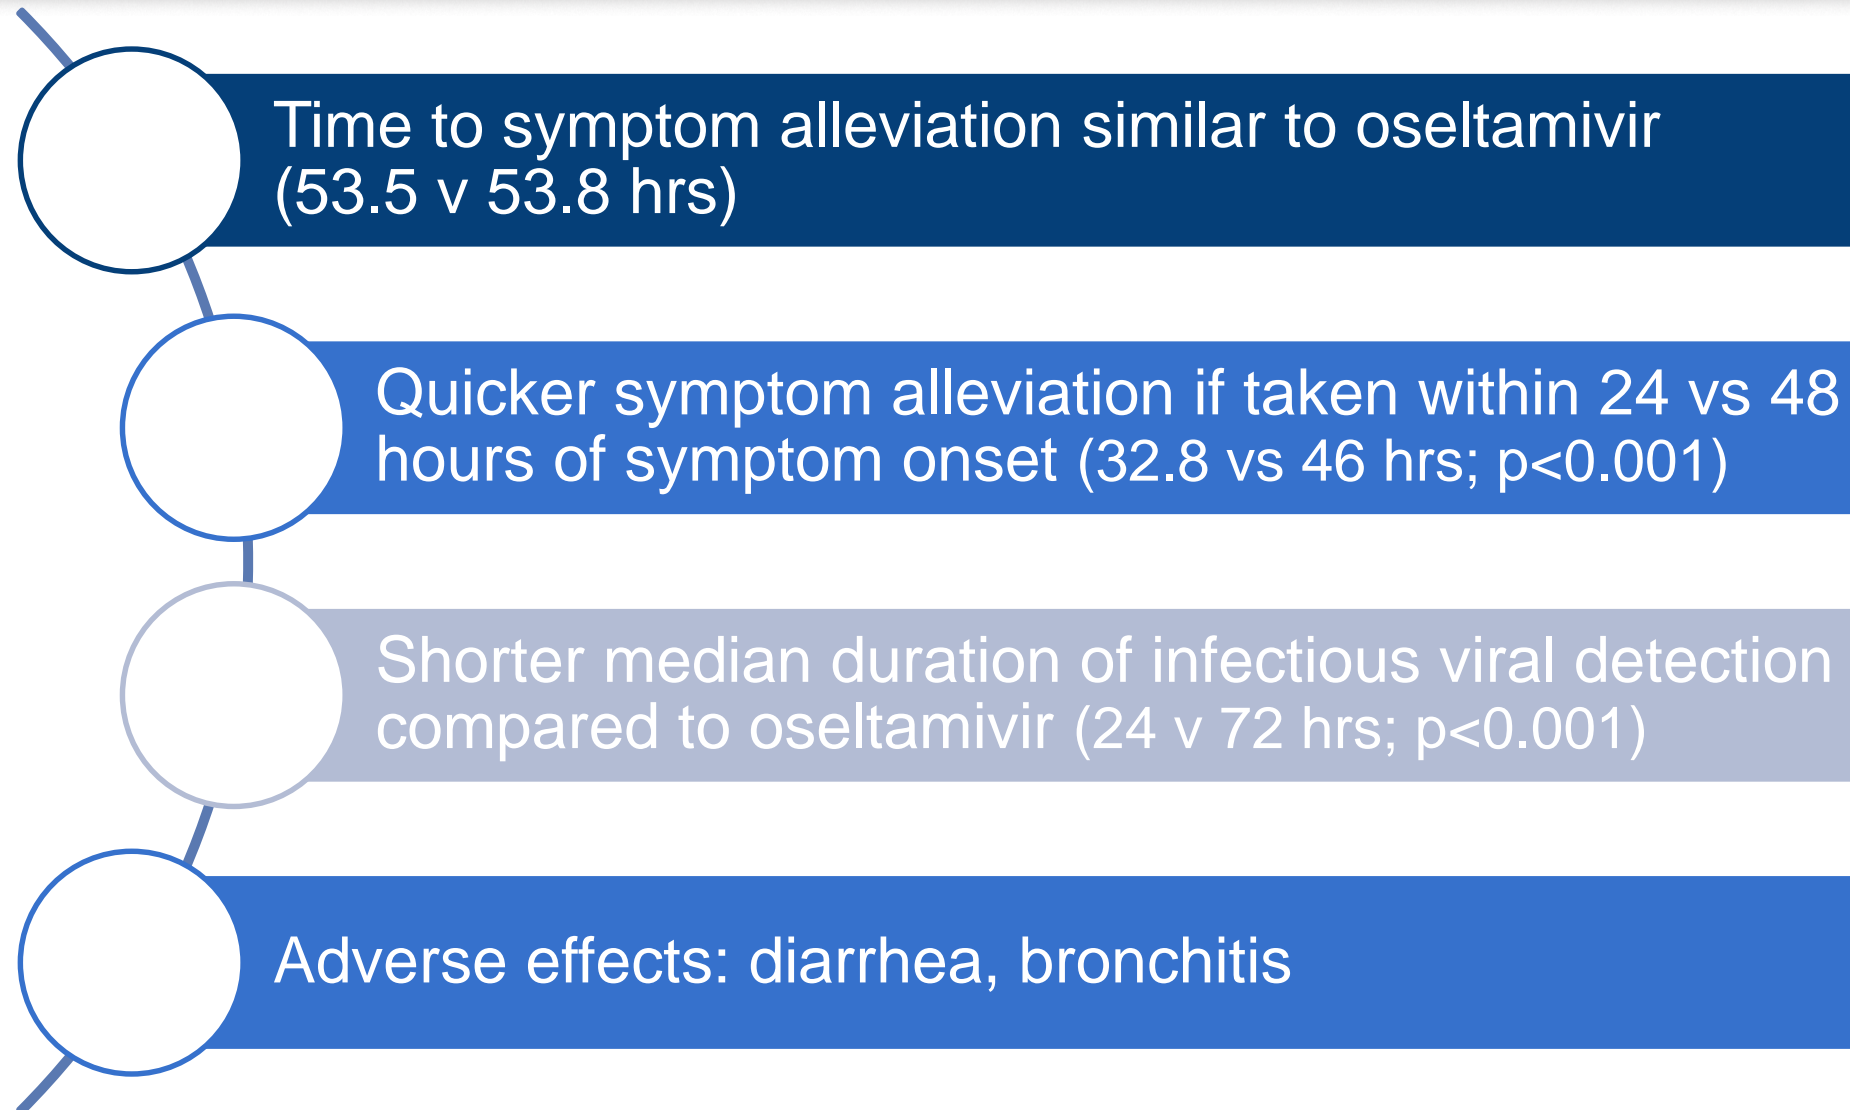 Time to symptom alleviation similar to oseltamivir
(53.5 v 53.8 hrs)
Quicker symptom alleviation if taken within 24 vs 48
hours of symptom onset (32.8 vs 46 hrs; p<0.001)
Shorter median duration of infectious viral detection
compared to oseltamivir (24 v 72 hrs; p<0.001)
Adverse effects: diarrhea, bronchitis